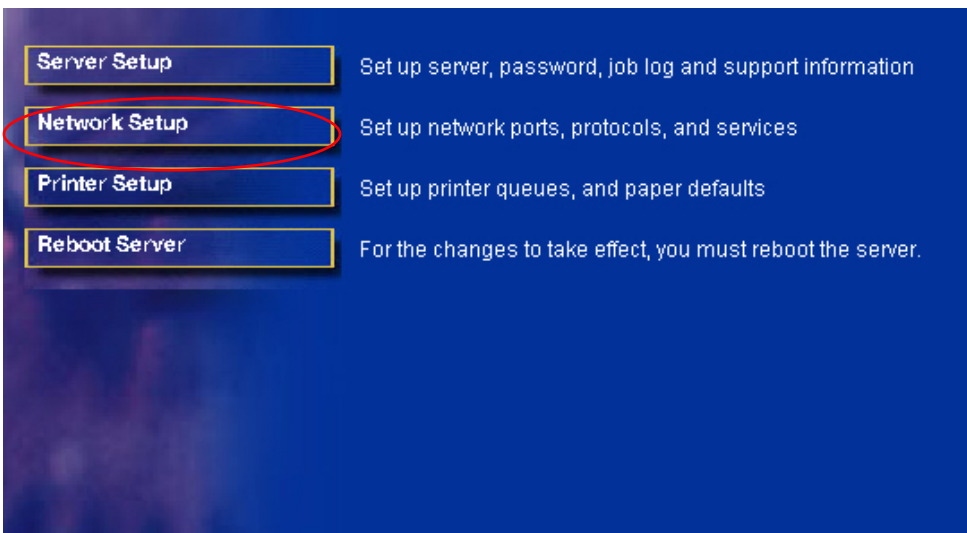 Server Setup Set up server, password, job log and support information
Network Setup Set up network ports, protocols, and services
Printer Setup Set up printer queues, and paper defaults
Reboot Server For the changes to take effect, you must reboot the server.